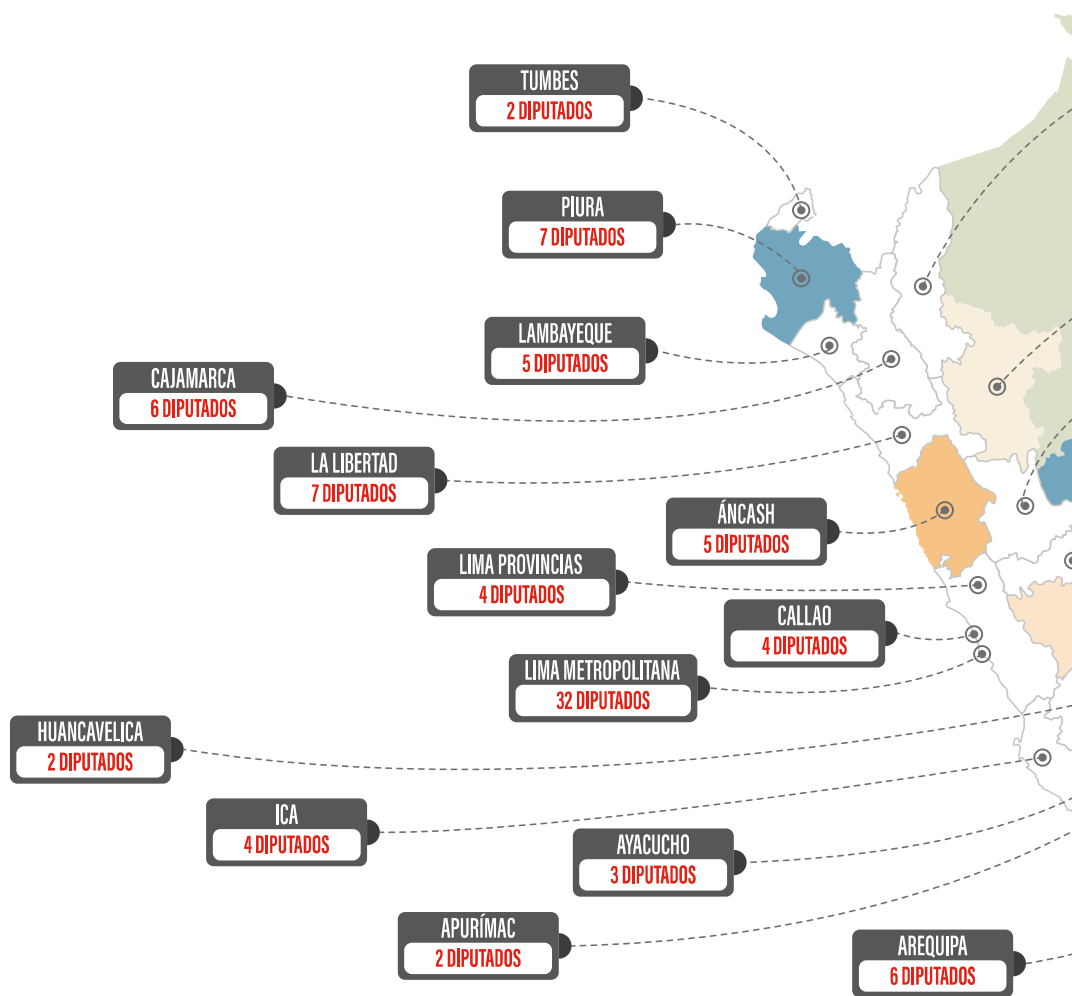 TUMBES
2 DIPUTADOS
PIURA
7 DIPUTADOS
LAMBAYEQUE
5 DIPUTADOS
CAJAMARCA
6 DIPUTADOS
LA LIBERTAD
7 DIPUTADOS
ÁNCASH
5 DIPUTADOS
LIMA PROVINCIAS
4 DIPUTADOS
CALLAO
4 DIPUTADOS
LIMA METROPOLITANA
32 DIPUTADOS
HUANCAVELICA
2 DIPUTADOS
ICA
4 DIPUTADOS
AYACUCHO
3 DIPUTADOS
APURÍMAC
2 DIPUTADOS
AREQUIPA
6 DIPUTADOS